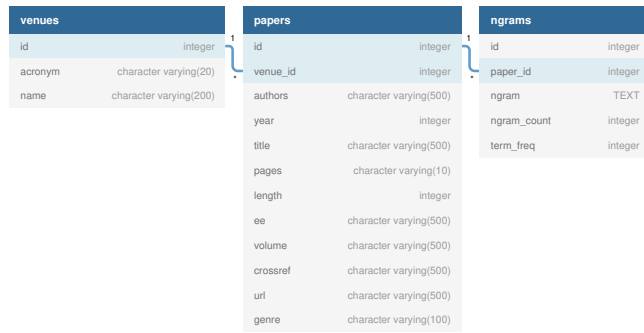 venues
id integer
acronym character varying(20)
name character varying(200)
1
*
papers
id integer
venue_id integer
authors character varying(500)
year integer
title character varying(500)
pages character varying(10)
length integer
ee character varying(500)
volume character varying(500)
crossref character varying(500)
url character varying(500)
genre character varying(100)
1
*
ngrams
id integer
paper_id integer
ngram TEXT
ngram_count integer
term_freq integer